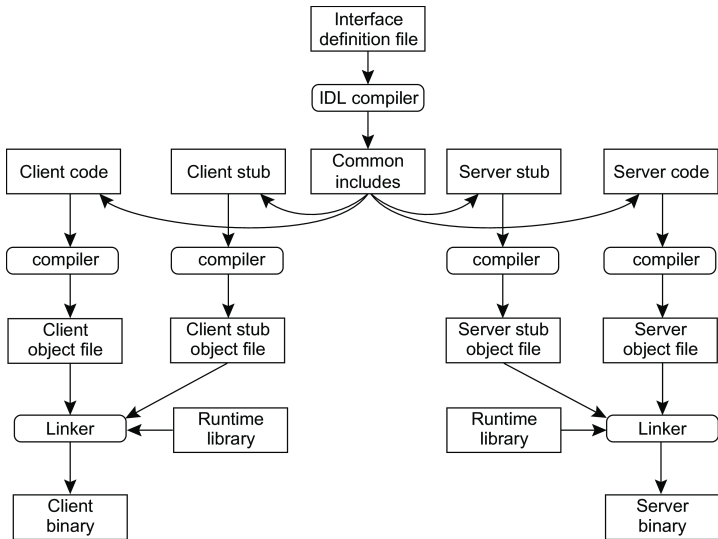 Interface
definition file
IDL compiler
Client code
Client stub
Common
includes
Server stub
Server code
compiler
compiler
compiler
compiler
Client
object file
Client stub
object file
Server stub
object file
Server
object file
Linker
Runtime
library
Runtime
library
Linker
Client
binary
Server
binary